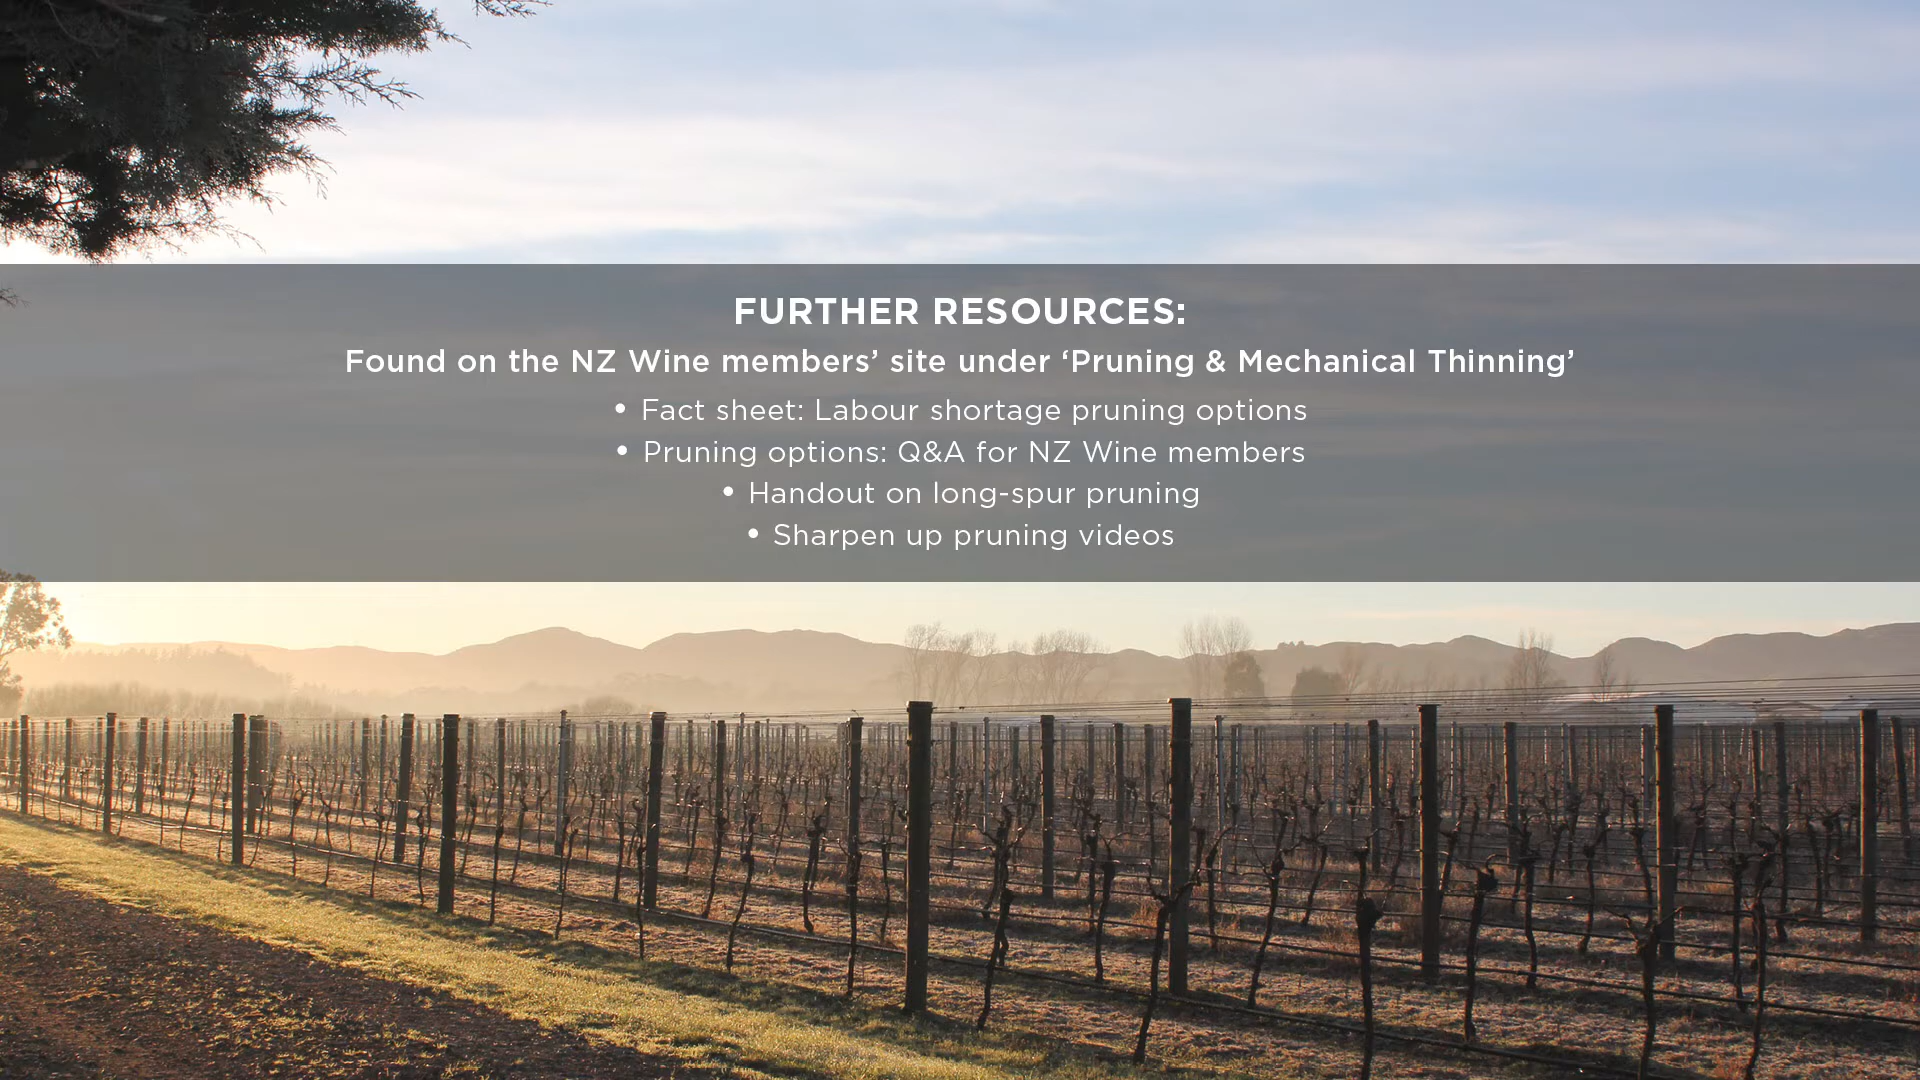 FURTHER RESOURCES:
Found on the NZ Wine members’ site under ‘Pruning & Mechanical Thinning’
• Fact sheet: Labour shortage pruning options
• Pruning options: Q&A for NZ Wine members
• Handout on long-spur pruning
• Sharpen up pruning videos